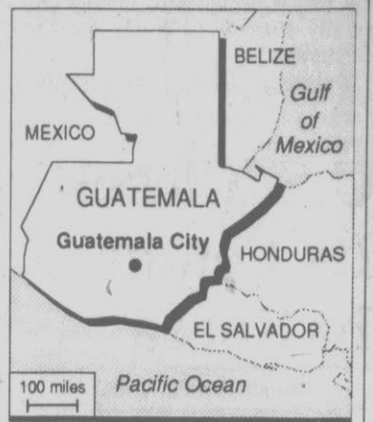 BELIZE
Gulf
of
Mexico
MEXICO
GUATEMALA
Guatemala City
HONDURAS
EL SALVADOR
100 miles
Pacific Ocean